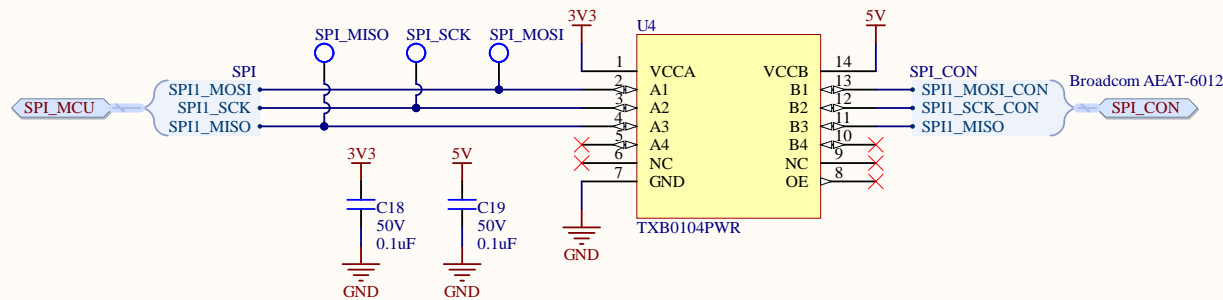 3V3
U4
5V
SPI_MISO
SPI_SCK
SPI_MOSI
SPI
SPI_CON
Broadcom AEAT-6012
1
VCCA
VCCB
14
SPI1_MOSI
2
A1
B1
13
SPI1_MOSI_CON
SPI_MCU
SPI1_SCK
3
A2
B2
12
SPI1_SCK_CON
SPI_CON
SPI1_MISO
4
A3
B3
11
SPI1_MISO
5
A4
B4
10
6
NC
NC
9
7
GND
OE
8
TXB0104PWR
GND
3V3
5V
C18
50V
0.1uF
C19
50V
0.1uF
GND
GND